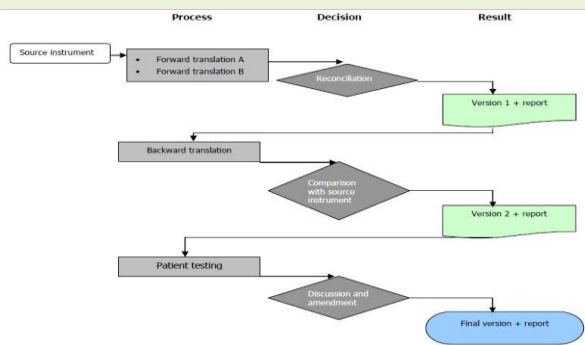 Process Decision Result
Source instrument
• Forward translation A
• Forward translation B
Reconciliation
Version 1 + report
Backward translation
Comparison
with source
instrument
Version 2 + report
Patient testing
Discussion and
amendment
Final version + report